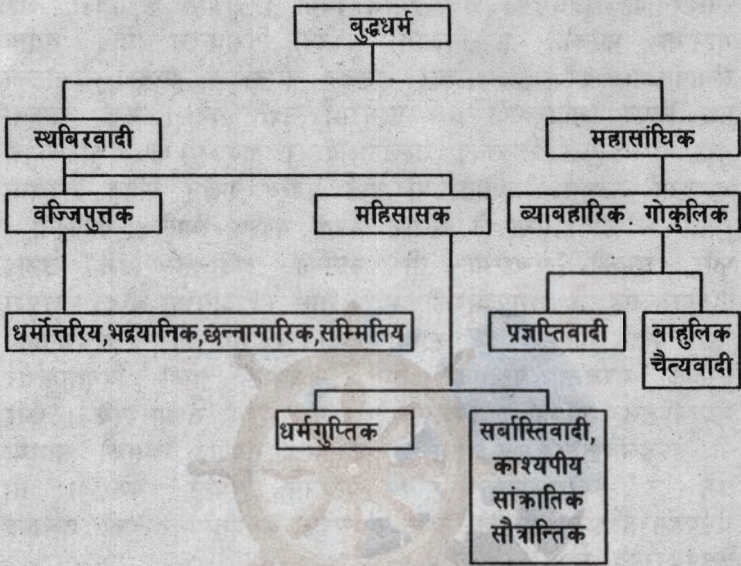 बुद्धधर्म
स्थबिरवादी
महासांघिक
वज्जिपुत्तक
महिसासक
ब्याबहारिक. गोकुलिक
धर्मोत्तरिय,भद्रयानिक,छन्नागारिक,सम्मितिय
प्रज्ञप्तिवादी
बाहुलिक
चैत्यवादी
धर्मगुप्तिक
सर्बास्तिवादी,
काश्यपीय
सांक्रातिक
सौत्रान्तिक